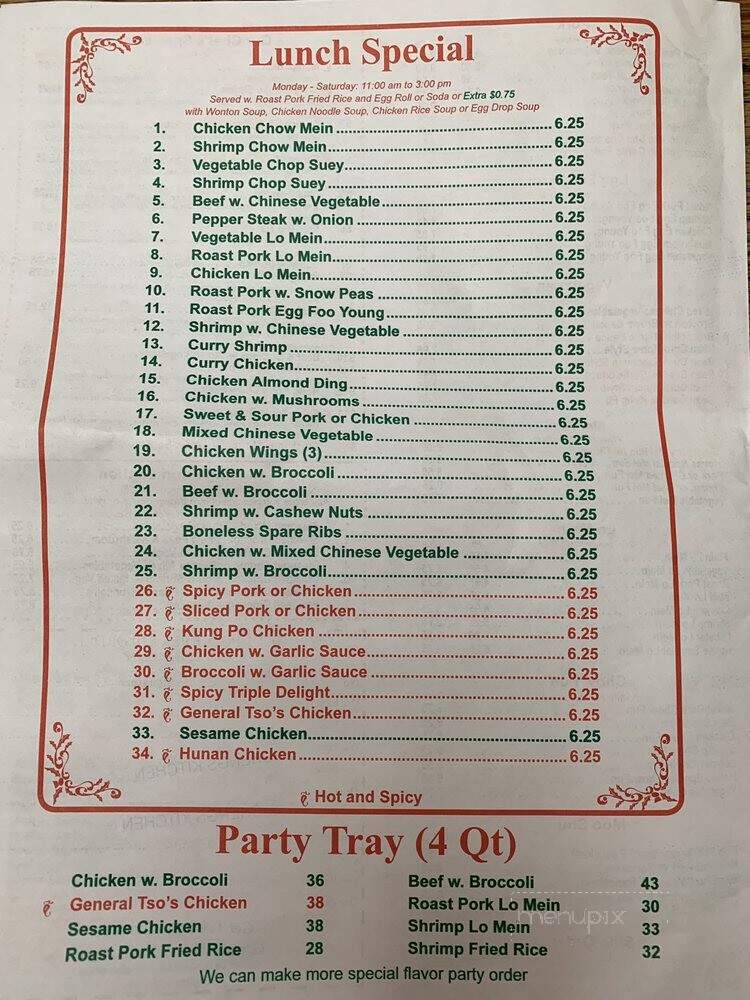 Lunch Special
Monday - Saturday: 11:00 am to 3:00 pm
Served w. Roast Pork Fried Rice and Egg Roll or Soda or Extra $0.75
with Wonton Soup, Chicken Noodle Soup, Chicken Rice Soup or Egg Drop Soup
1. Chicken Chow Mein 6.25
2. Shrimp Chow Mein 6.25
3. Vegetable Chop Suey 6.25
4. Shrimp Chop Suey 6.25
5. Beef w. Chinese Vegetable 6.25
6. Pepper Steak w. Onion 6.25
7. Vegetable Lo Mein 6.25
8. Roast Pork Lo Mein 6.25
9. Chicken Lo Mein 6.25
10. Roast Pork w. Snow Peas 6.25
11. Roast Pork Egg Foo Young 6.25
12. Shrimp w. Chinese Vegetable 6.25
13. Curry Shrimp 6.25
14. Curry Chicken 6.25
15. Chicken Almond Ding 6.25
16. Chicken w. Mushrooms 6.25
17. Sweet & Sour Pork or Chicken 6.25
18. Mixed Chinese Vegetable 6.25
19. Chicken Wings (3) 6.25
20. Chicken w. Broccoli 6.25
21. Beef w. Broccoli 6.25
22. Shrimp w. Cashew Nuts 6.25
23. Boneless Spare Ribs 6.25
24. Chicken w. Mixed Chinese Vegetable 6.25
25. Shrimp w. Broccoli 6.25
26. Spicy Pork or Chicken 6.25
27. Sliced Pork or Chicken 6.25
28. Kung Po Chicken 6.25
29. Chicken w. Garlic Sauce 6.25
30. Broccoli w. Garlic Sauce 6.25
31. Spicy Triple Delight 6.25
32. General Tso's Chicken 6.25
33. Sesame Chicken 6.25
34. Hunan Chicken 6.25
Hot and Spicy
Party Tray (4 Qt)
Chicken w. Broccoli 36 Beef w. Broccoli 43
General Tso's Chicken 38 Roast Pork Lo Mein 30
menupix
Sesame Chicken 38 Shrimp Lo Mein 33
Roast Pork Fried Rice 28 Shrimp Fried Rice 32
We can make more special flavor party order